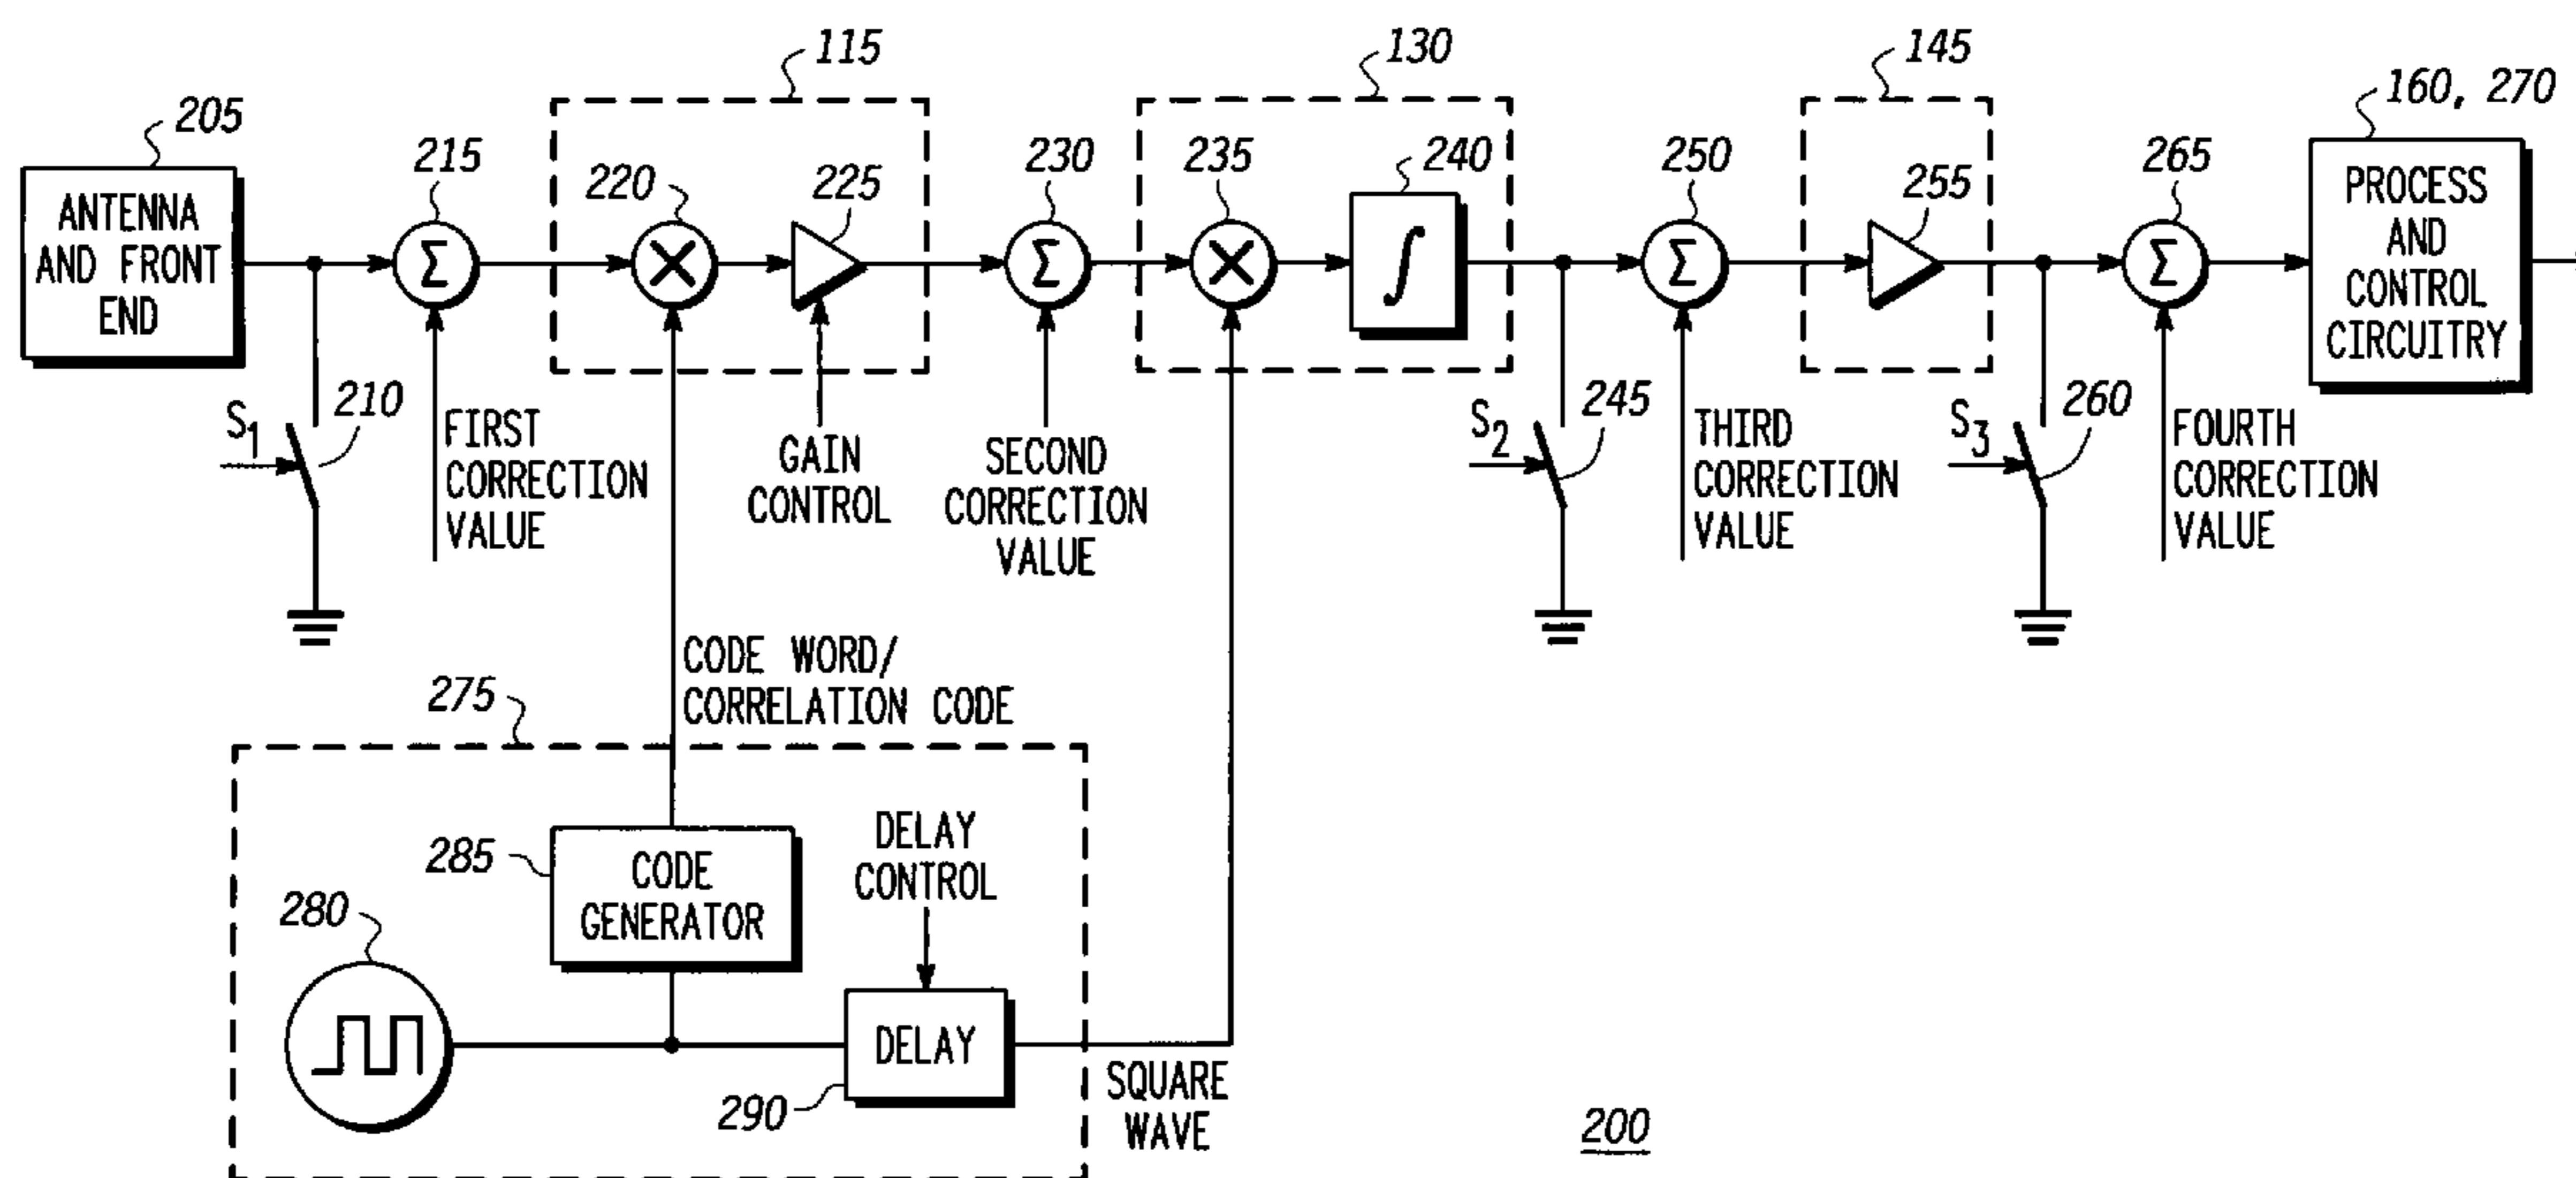 115
130
145
160, 270
205
215
220
225
230
235
240
250
255
265
ANTENNA
AND FRONT
END
Σ
×
Σ
×
∫
Σ
Σ
PROCESS
AND
CONTROL
CIRCUITRY
S1
210
FIRST
CORRECTION
VALUE
GAIN
CONTROL
SECOND
CORRECTION
VALUE
S2
245
THIRD
CORRECTION
VALUE
S3
260
FOURTH
CORRECTION
VALUE
CODE WORD/
CORRELATION CODE
275
285
CODE
GENERATOR
DELAY
CONTROL
280
DELAY
290
SQUARE
WAVE
200